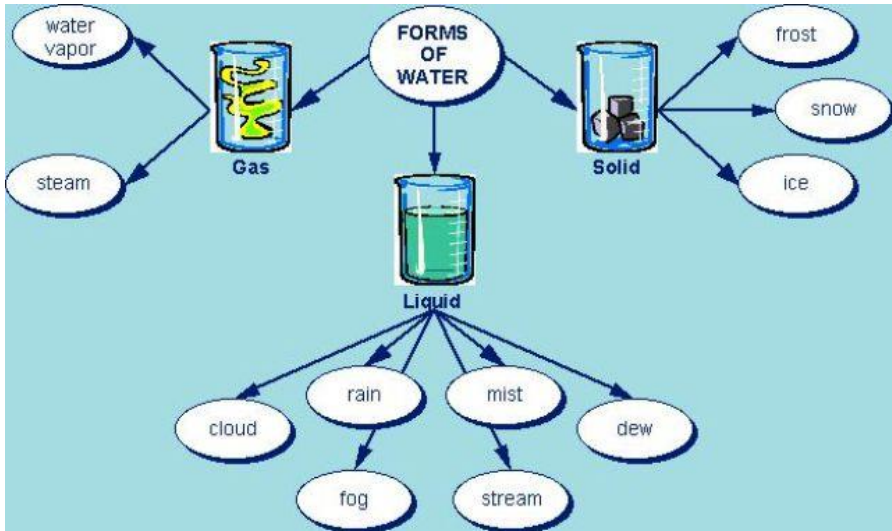 FORMS
OF
WATER
water
vapor
steam
Gas
Solid
frost
snow
ice
Liquid
cloud
rain
mist
dew
fog
stream